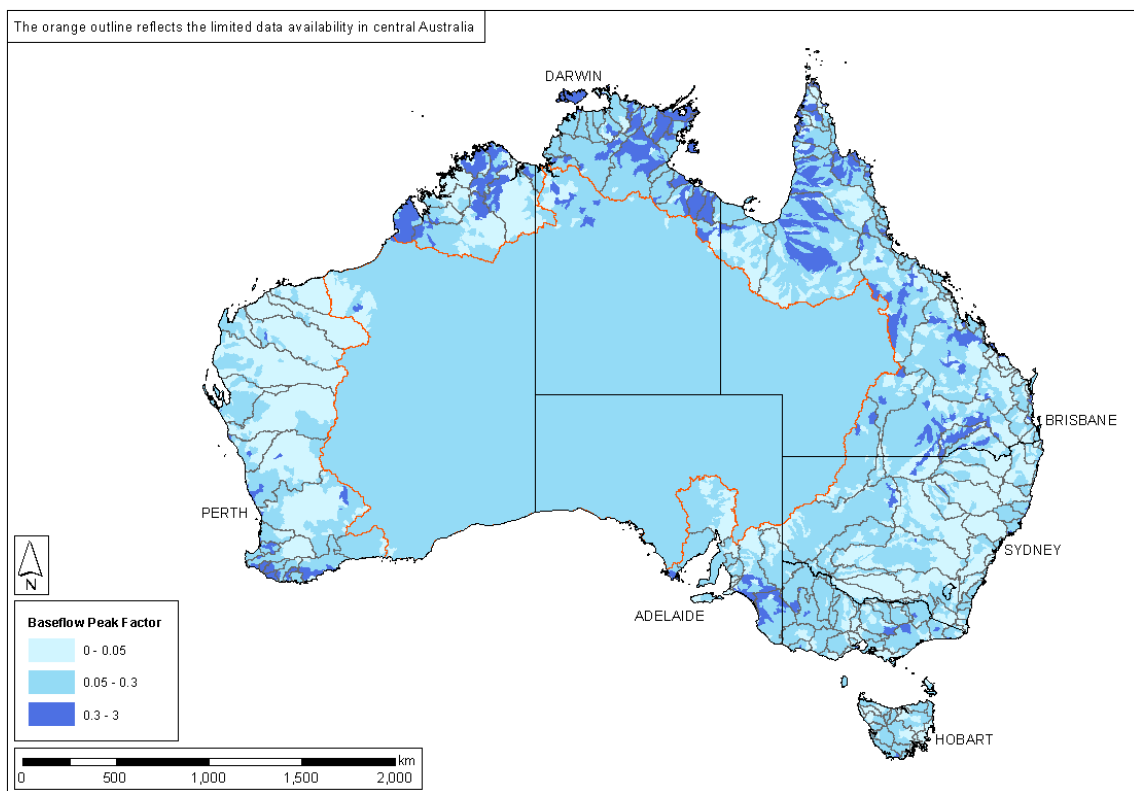 The orange outline reflects the limited data availability in central Australia
DARWIN
BRISBANE
PERTH
SYDNEY
N
ADELAIDE
Baseflow Peak Factor
0 - 0.05
0.05 - 0.3
0.3 - 3
HOBART
km
0 500 1,000 1,500 2,000